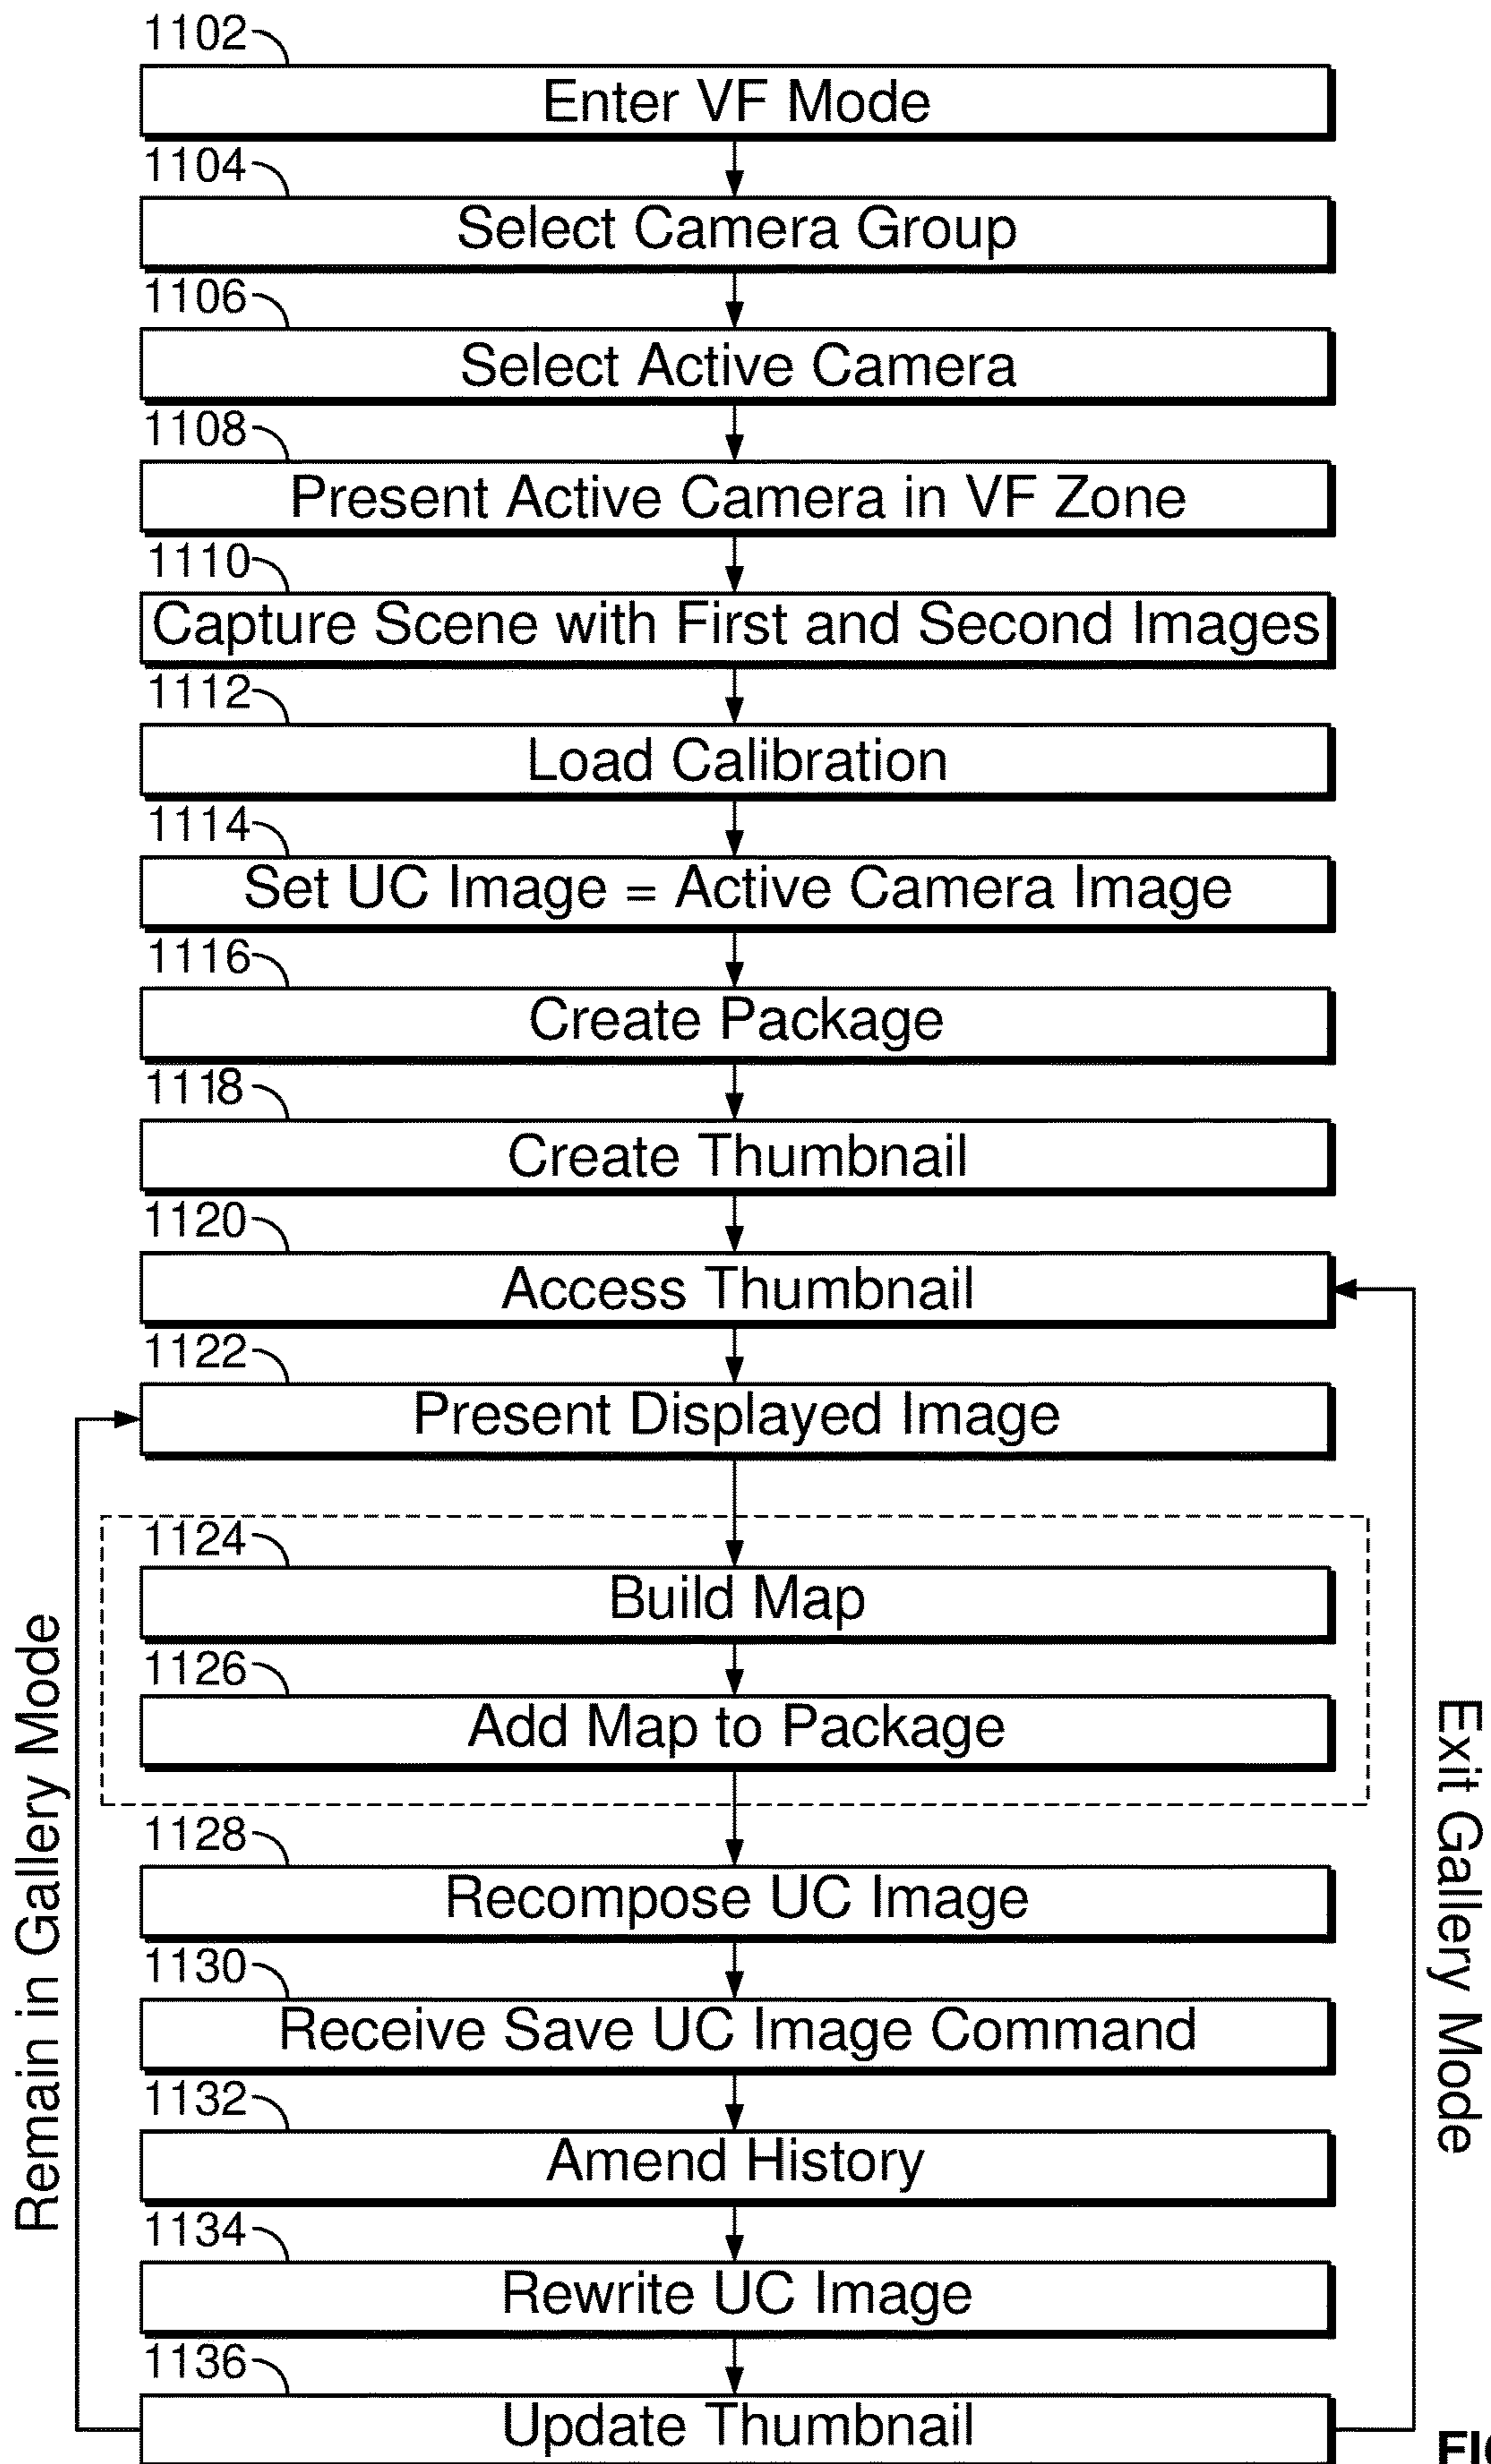 1102
Enter VF Mode
1104
Select Camera Group
1106
Select Active Camera
1108
Present Active Camera in VF Zone
1110
Capture Scene with First and Second Images
1112
Load Calibration
1114
Set UC Image = Active Camera Image
1116
Create Package
1118
Create Thumbnail
1120
Access Thumbnail
1122
Present Displayed Image
1124
Build Map
1126
Add Map to Package
1128
Recompose UC Image
1130
Receive Save UC Image Command
1132
Amend History
1134
Rewrite UC Image
1136
Update Thumbnail
Remain in Gallery Mode
Exit Gallery Mode